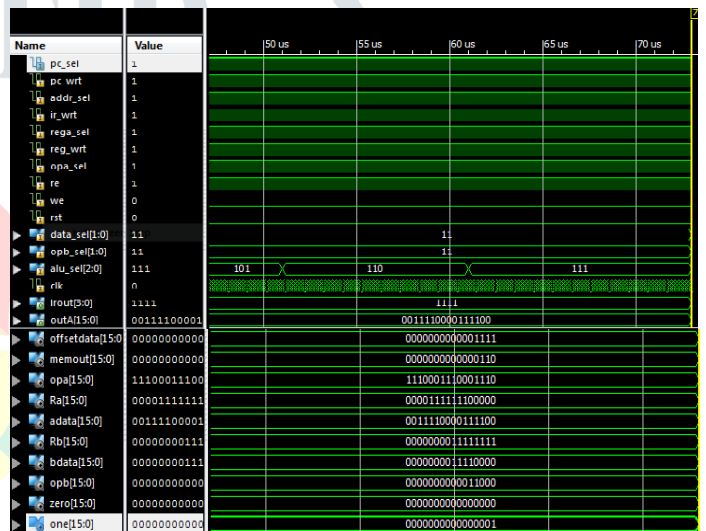 7
50 us 55 us 60 us 65 us 70 us
Name Value
pc_sel 1
pc wrt 1
addr_sel 1
ir_wrt 1
rega_sel 1
reg_wrt 1
opa_sel 1
re 1
we 0
rst 0
data_sel[1:0] 11 11
opb_sel[1:0] 11 11
alu_sel[2:0] 111 101 110 111
clk 0
irout[3:0] 1111 1111
outA[15:0] 00111100001 0011110000111100
offsetdata[15:0 00000000000 0000000000001111
memout[15:0] 00000000000 0000000000000110
opa[15:0] 11100011100 1110001110001110
Ra[15:0] 00001111111 0000111111100000
adata[15:0] 00111100001 0011110000111100
Rb[15:0] 00000000111 0000000011111111
bdata[15:0] 00000000111 0000000011110000
opb[15:0] 00000000000 0000000000011000
zero[15:0] 00000000000 0000000000000000
one[15:0] 00000000000 0000000000000001